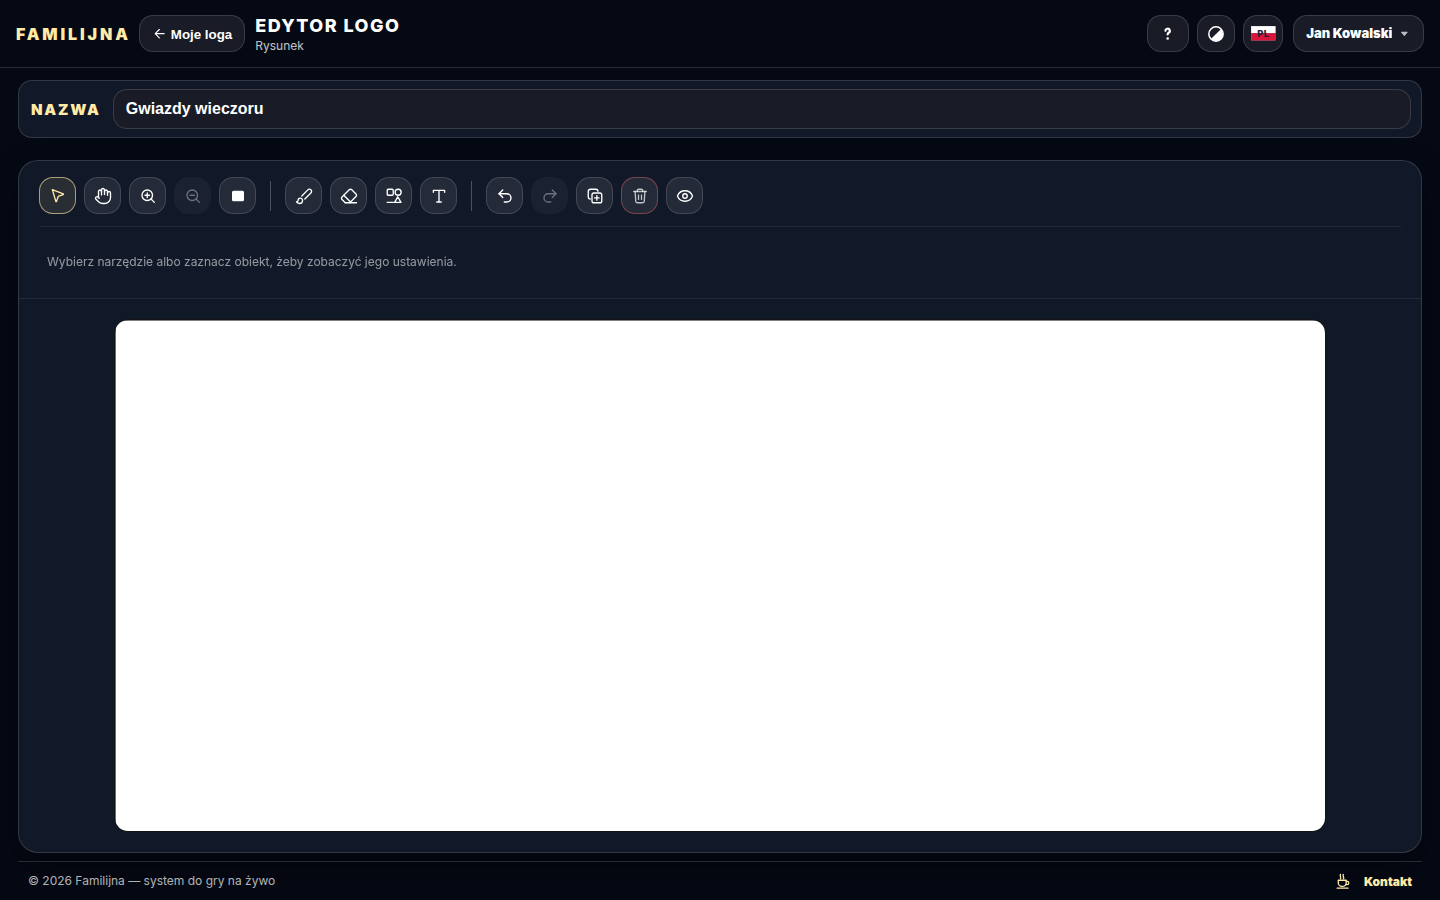 FAMILIJNA
Moje loga
EDYTOR LOGO
Rysunek
?
PL
Jan Kowalski
NAZWA
Gwiazdy wieczoru
Wybierz narzędzie albo zaznacz obiekt, żeby zobaczyć jego ustawienia.
© 2026 Familijna — system do gry na żywo
Kontakt